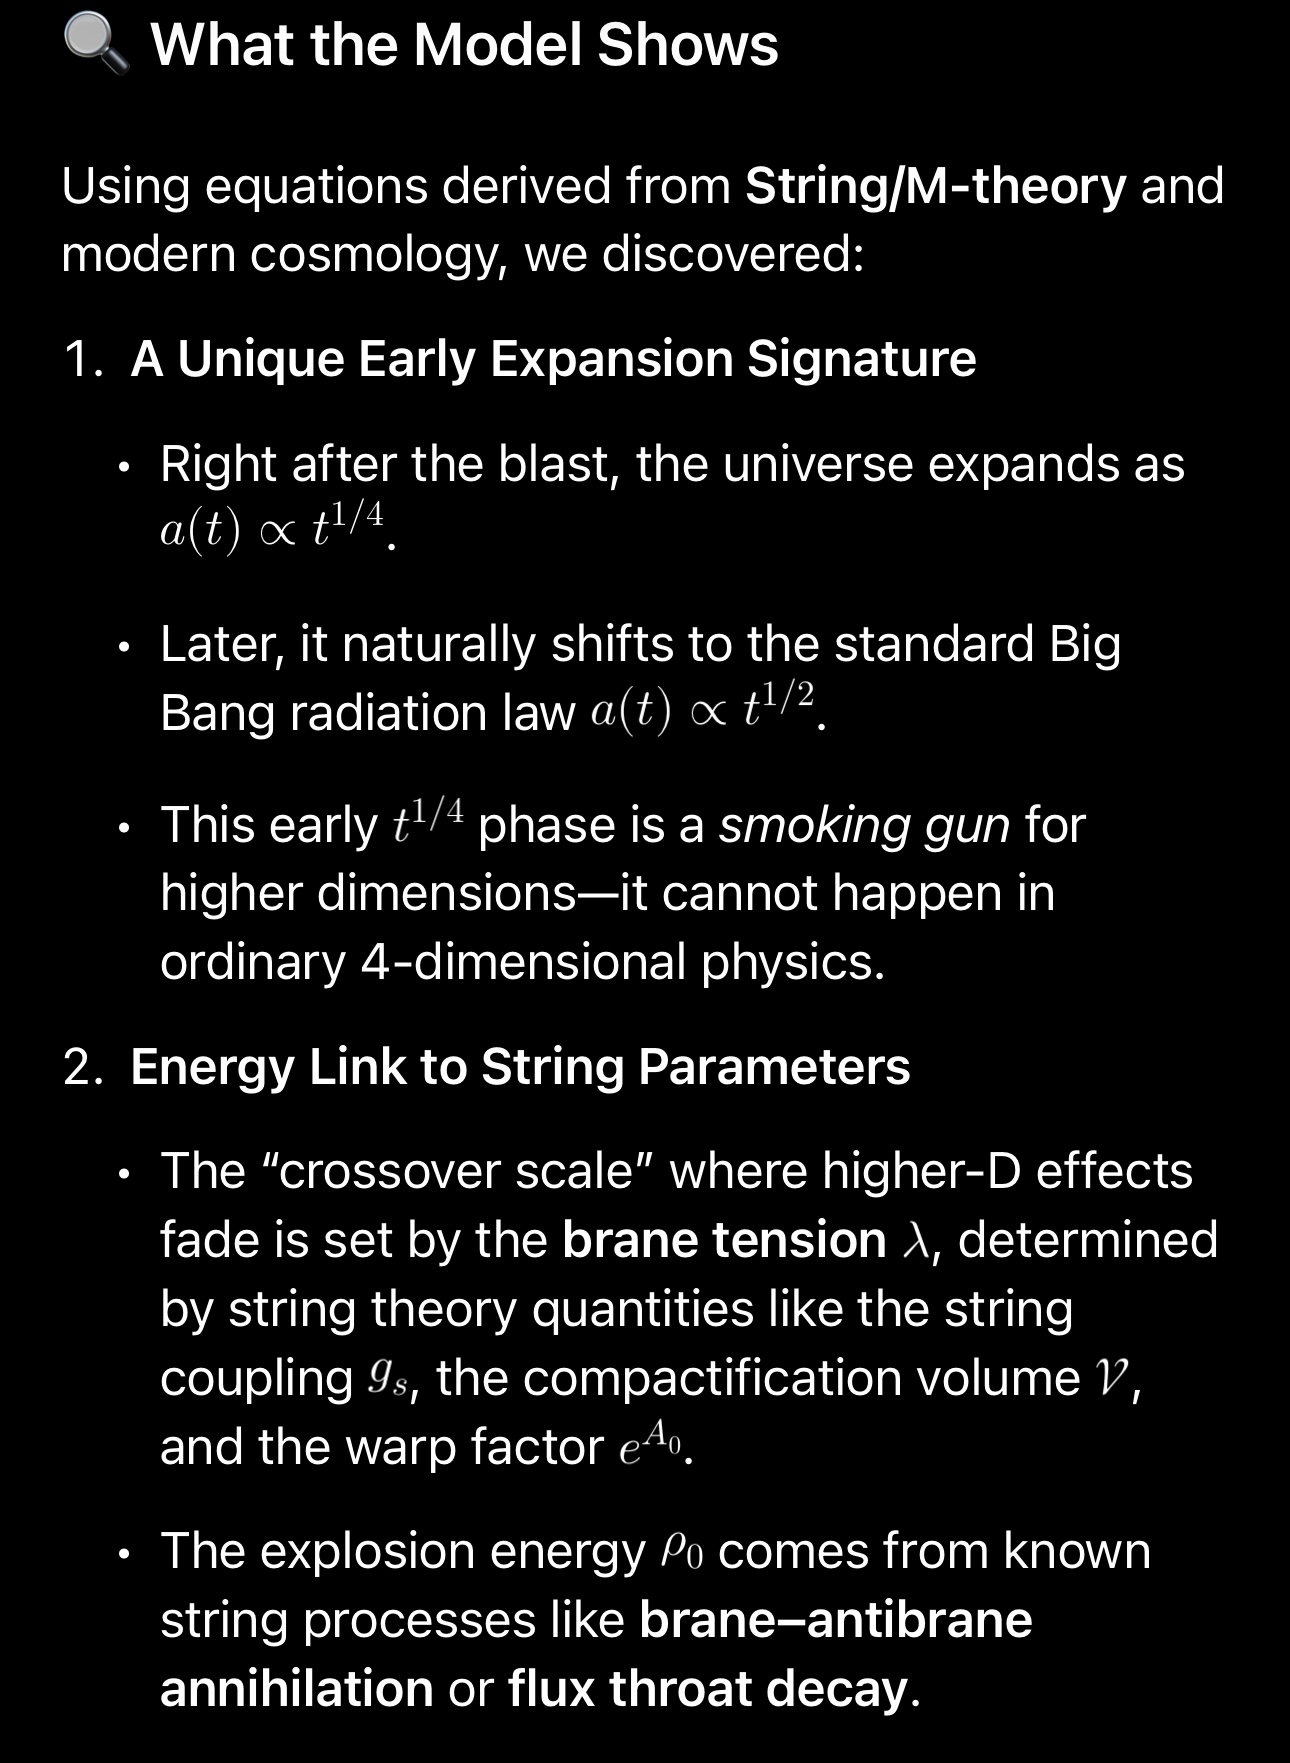 🔍 What the Model Shows
Using equations derived from String/M-theory and
modern cosmology, we discovered:
1. A Unique Early Expansion Signature
• Right after the blast, the universe expands as
a(t) ∝ t^{1/4}.
• Later, it naturally shifts to the standard Big
Bang radiation law a(t) ∝ t^{1/2}.
• This early t^{1/4} phase is a smoking gun for
higher dimensions—it cannot happen in
ordinary 4-dimensional physics.
2. Energy Link to String Parameters
• The “crossover scale” where higher-D effects
fade is set by the brane tension λ, determined
by string theory quantities like the string
coupling g_s, the compactification volume 𝒱,
and the warp factor e^{A_0}.
• The explosion energy ρ_0 comes from known
string processes like brane–antibrane
annihilation or flux throat decay.